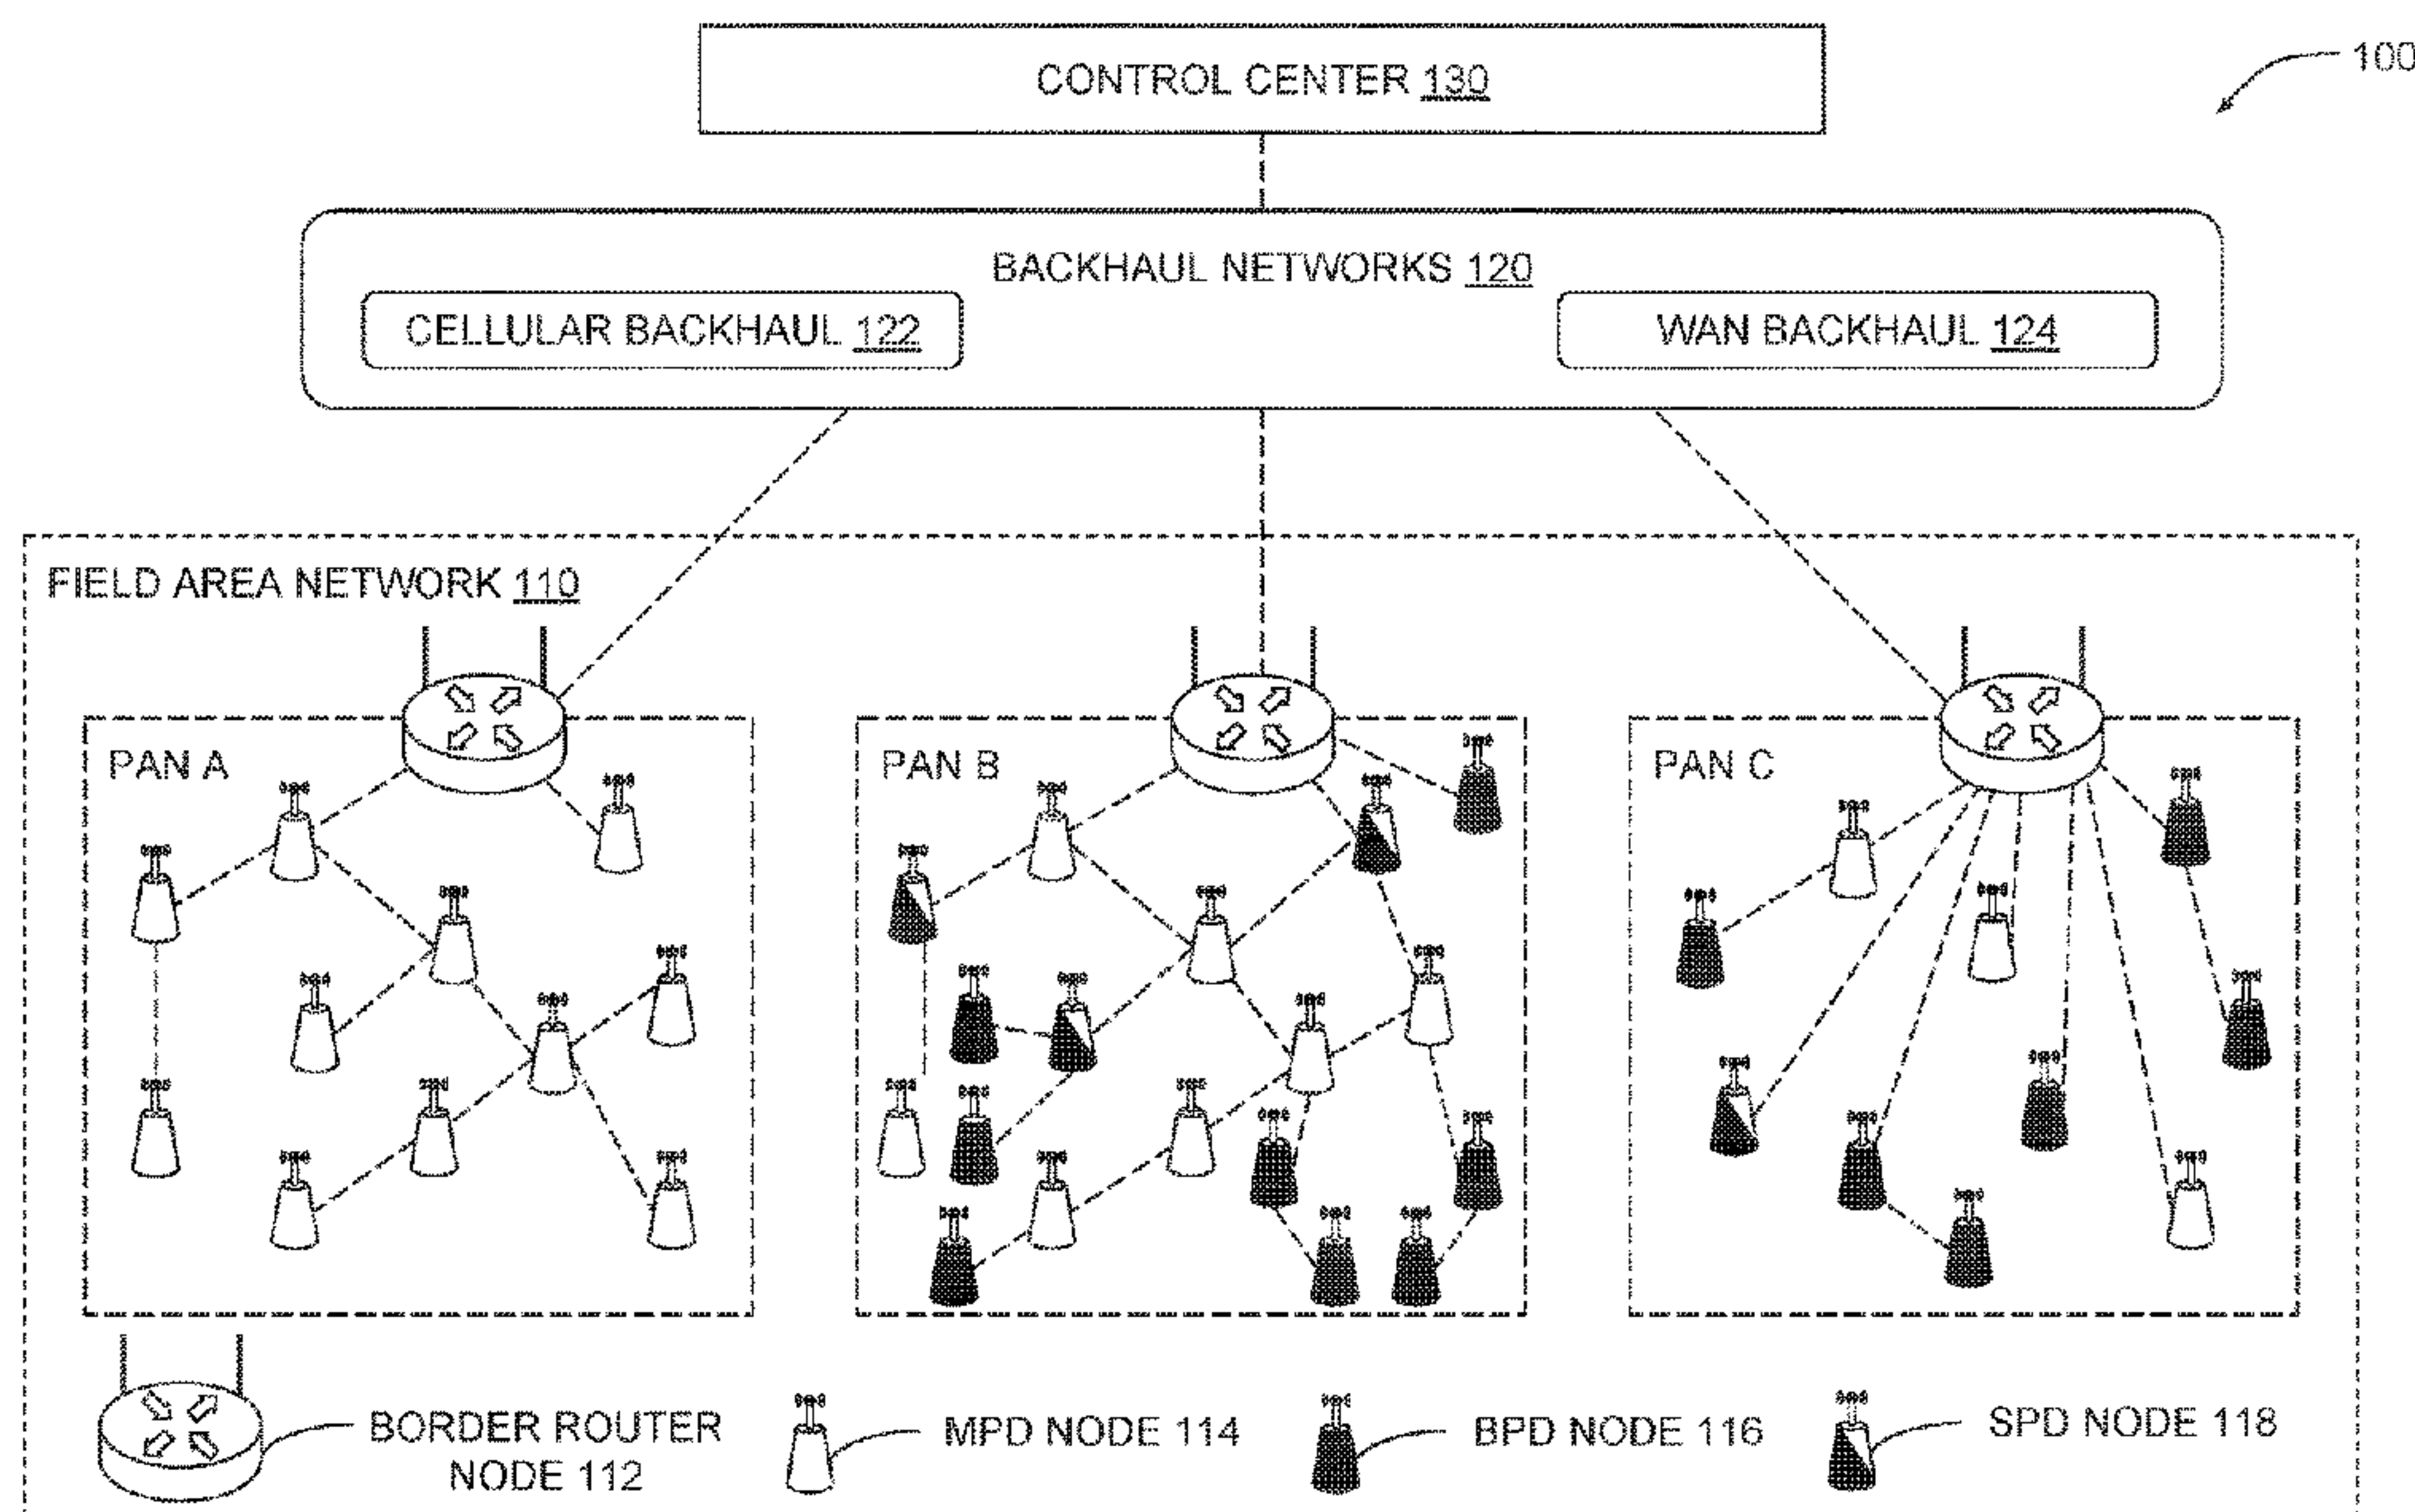 100
CONTROL CENTER 130
BACKHAUL NETWORKS 120
CELLULAR BACKHAUL 122
WAN BACKHAUL 124
FIELD AREA NETWORK 110
PAN A
PAN B
PAN C
BORDER ROUTER
NODE 112
MPD NODE 114
BPD NODE 116
SPD NODE 118